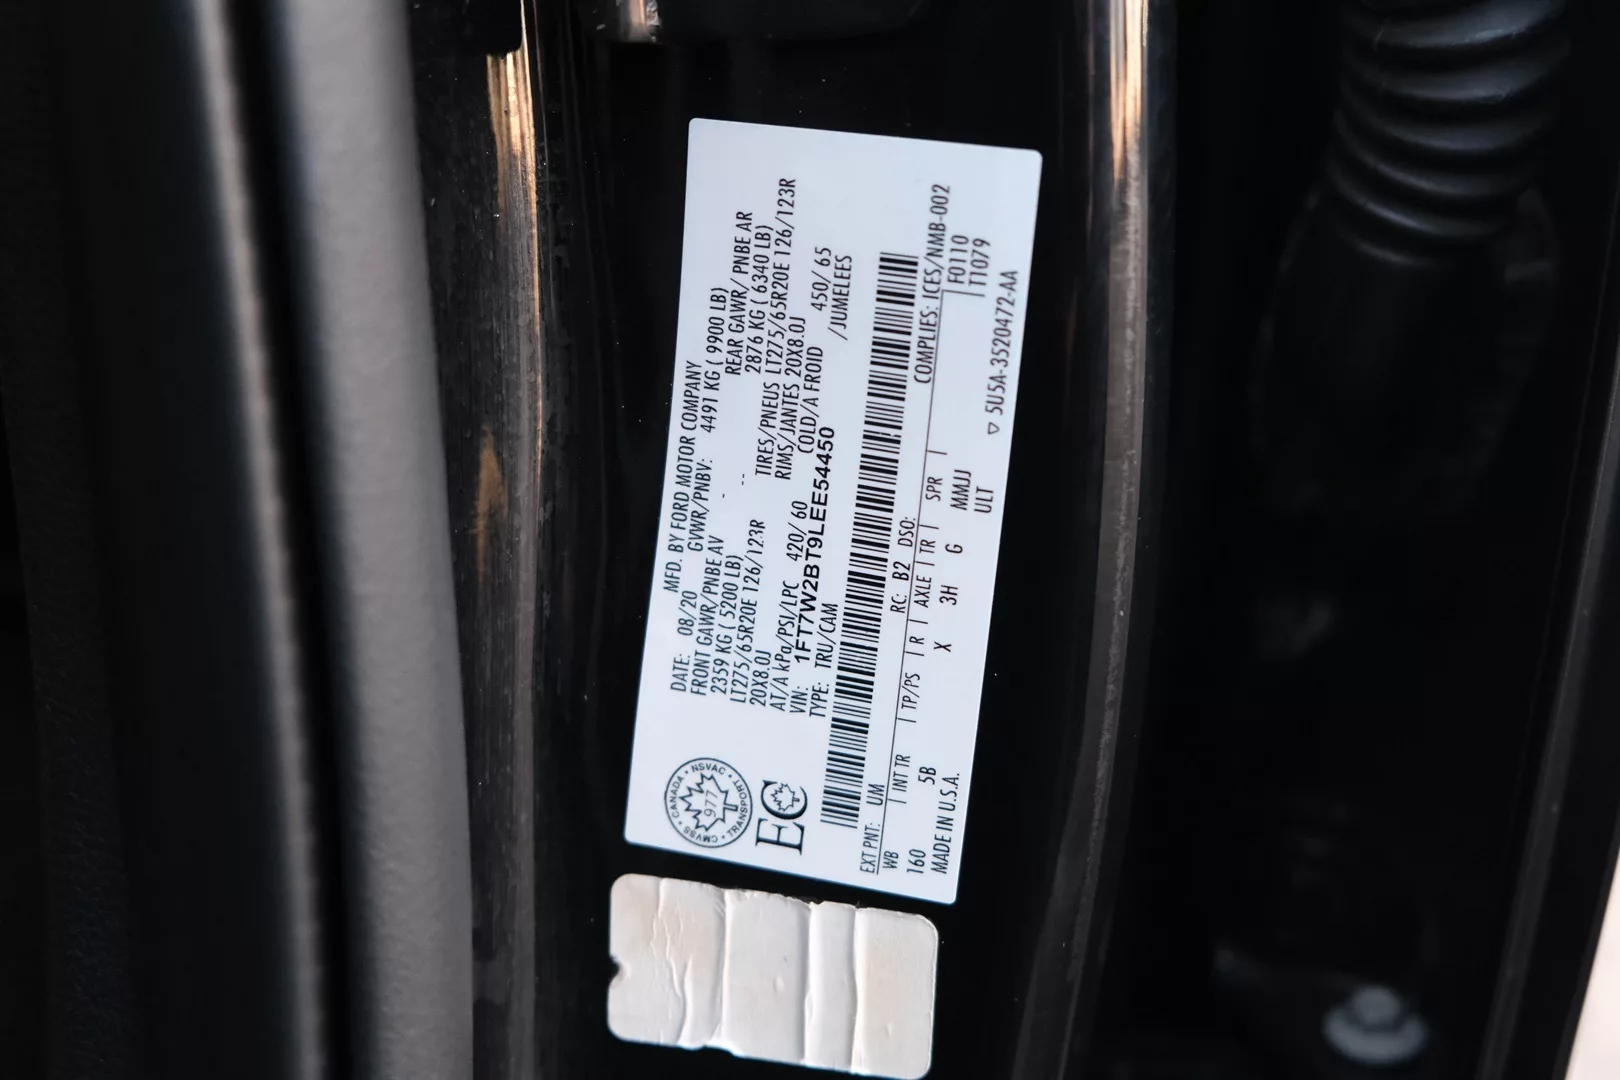 DATE: 08/20 MFD. BY FORD MOTOR COMPANY
FRONT GAWR/PNBE AV GVWR/PNBV: 4491 KG ( 9900 LB)
2359 KG ( 5200 LB) - REAR GAWR/ PNBE AR
LT275/65R20E 126/123R -- 2876 KG ( 6340 LB)
20X8.0J TIRES/PNEUS LT275/65R20E 126/123R
RIMS/JANTES 20X8.0J
AT/A kPa/PSI/LPC 420/ 60 COLD/A FROID 450/ 65
VIN: 1FT7W2BT9LEE54450 /JUMELEES
TYPE: TRU/CAM
CANADA • NSVAC • TRANSPORT • CMVSS •
977
EC
EXT PNT: UM RC: B2 DSO: COMPLIES: ICES/NMB-002
WB | INT TR | TP/PS | R | AXLE | TR | SPR | F0110
160 5B X 3H G MMJJ T1079
MADE IN U.S.A. ULT ▽ 5U5A-3520472-AA